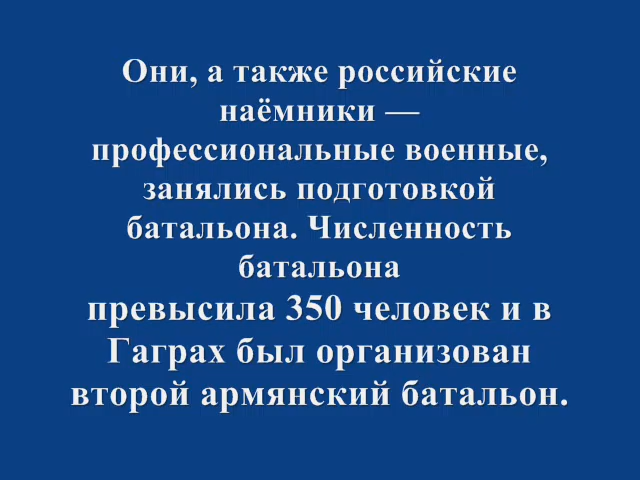 Они, а также российские
наёмники —
профессиональные военные,
занялись подготовкой
батальона. Численность
батальона
превысила 350 человек и в
Гаграх был организован
второй армянский батальон.